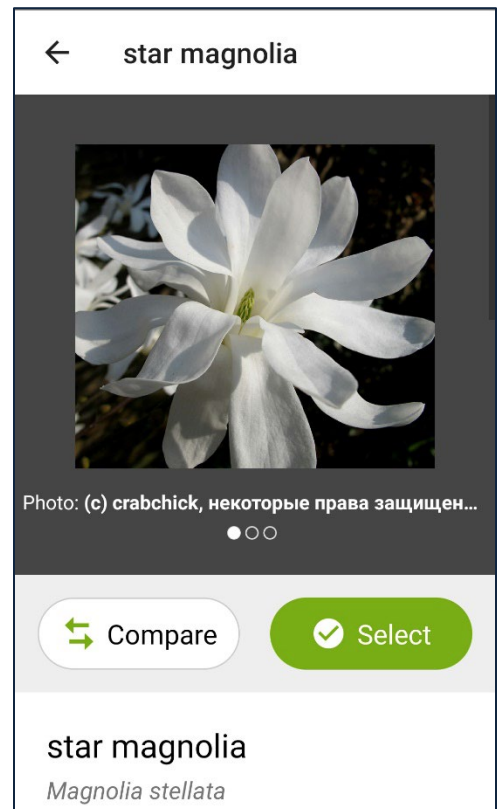 star magnolia
Photo: (c) crabchick, некоторые права защищен...
Compare
Select
star magnolia
Magnolia stellata